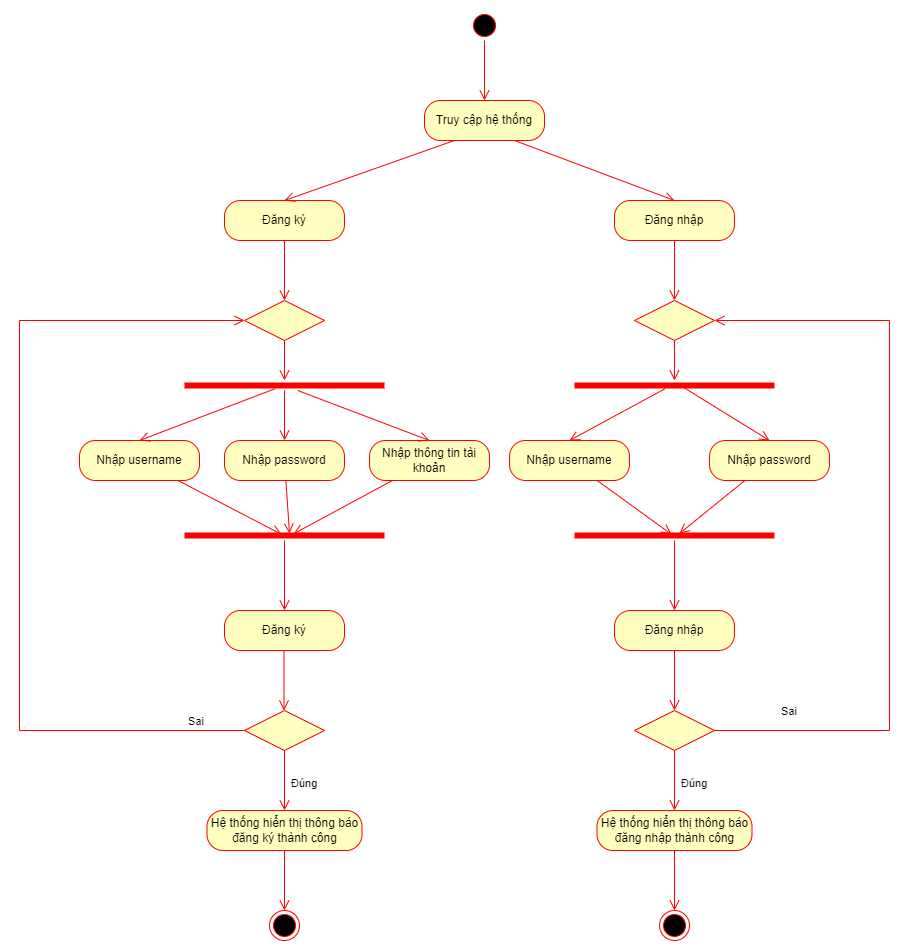 Truy cập hệ thống
Đăng ký
Đăng nhập
Nhập username
Nhập password
Nhập thông tin tài
khoản
Nhập username
Nhập password
Đăng ký
Đăng nhập
Sai
Sai
Đúng
Đúng
Hệ thống hiển thị thông báo
đăng ký thành công
Hệ thống hiển thị thông báo
đăng nhập thành công